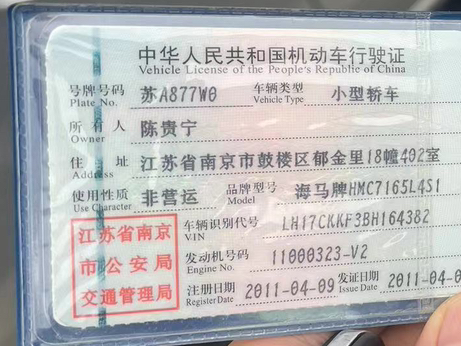 中华人民共和国机动车行驶证
Vehicle License of the People's Republic of China
号牌号码 苏A877W0 车辆类型 小型轿车
Plate No. Vehicle Type
所有人 陈贵宁
Owner
住址 江苏省南京市鼓楼区郁金里18幢402室
Address
使用性质 非营运 品牌型号 海马牌HMC7165L4S1
Use Character Model
江苏省南京
市公安局
交通管理局
车辆识别代号 LH17CKKF3BH164382
VIN
发动机号码 11000323-V2
Engine No.
注册日期 2011-04-09 发证日期 2011-04-09
Register Date Issue Date